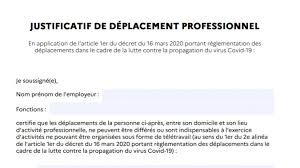 JUSTIFICATIF DE DÉPLACEMENT PROFESSIONNEL
En application de l'article 1er du décret du 16 mars 2020 portant réglementation des
déplacements dans le cadre de la lutte contre la propagation du virus Covid-19 :
Je soussigné(e),
Nom prénom de l'employeur :
Fonctions :
certifie que les déplacements de la personne ci-après, entre son domicile et son lieu
d'activité professionnelle, ne peuvent être différés ou sont indispensables à l'exercice
d'activités ne pouvant être organisées sous forme de télétravail (au sens du 1er du 2e alinéa
de l'article 1er du décret du 16 mars 2020 portant réglementation des déplacements dans le
cadre de la lutte contre la propagation du virus Covid-19) :